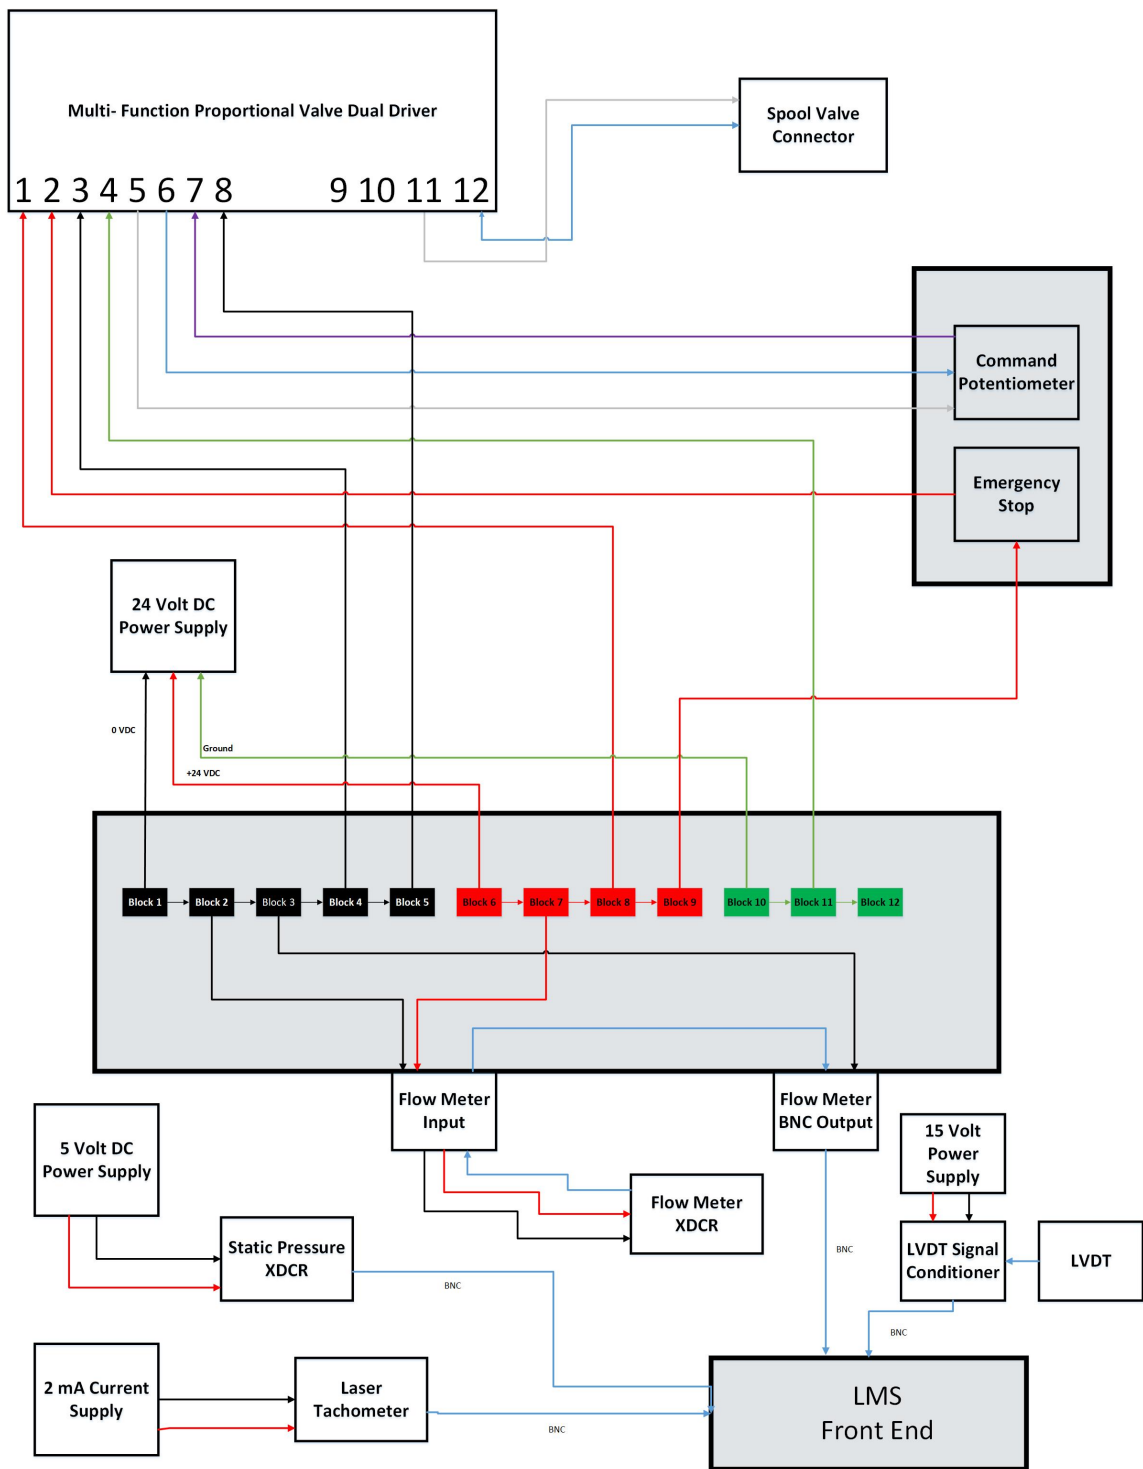 Multi- Function Proportional Valve Dual Driver
1 2 3 4 5 6 7 8 9 10 11 12
Spool Valve
Connector
Command
Potentiometer
Emergency
Stop
24 Volt DC
Power Supply
0 VDC
Ground
+24 VDC
Block 1
Block 2
Block 3
Block 4
Block 5
Block 6
Block 7
Block 8
Block 9
Block 10
Block 11
Block 12
Flow Meter
Input
Flow Meter
BNC Output
5 Volt DC
Power Supply
15 Volt
Power
Supply
Flow Meter
XDCR
Static Pressure
XDCR
BNC
BNC
LVDT Signal
Conditioner
LVDT
BNC
2 mA Current
Supply
Laser
Tachometer
BNC
LMS
Front End